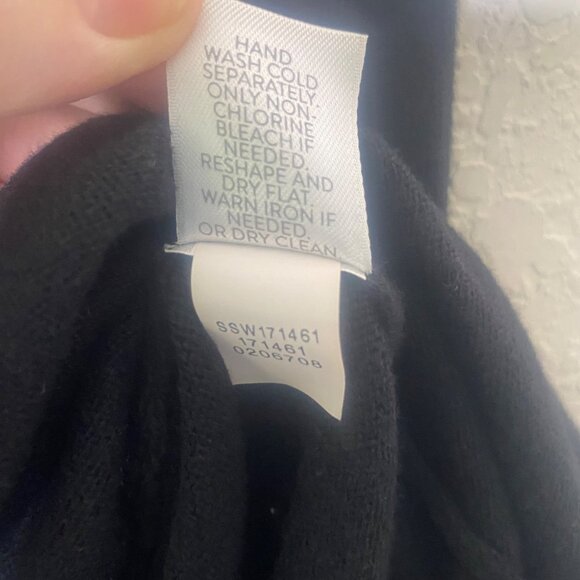 HAND
WASH COLD
SEPARATELY.
ONLY NON-
CHLORINE
BLEACH IF
NEEDED.
RESHAPE AND
DRY FLAT.
WARM IRON IF
NEEDED.
OR DRY CLEAN
SSW171461
171461
0206708